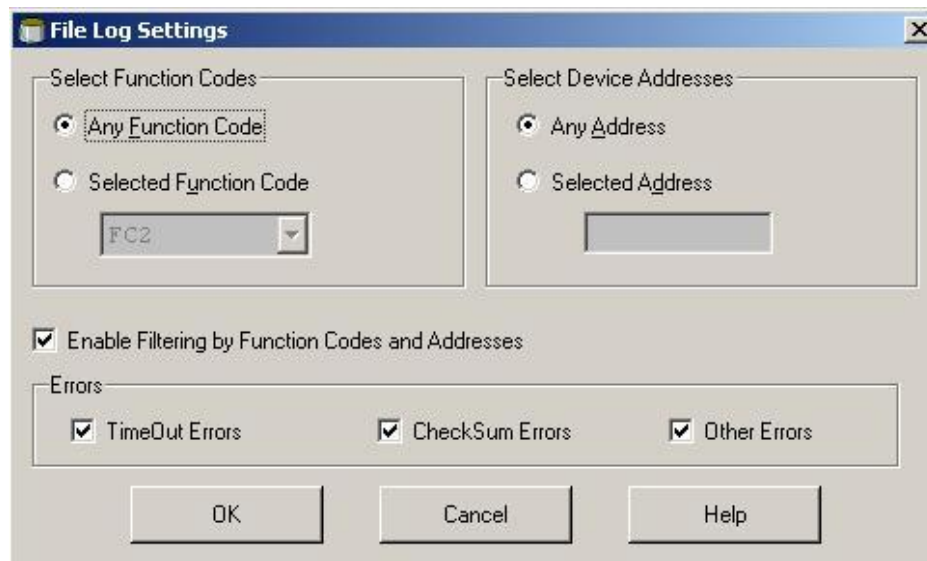 File Log Settings
Select Function Codes
Any Function Code
Selected Function Code
FC2
Select Device Addresses
Any Address
Selected Address
Enable Filtering by Function Codes and Addresses
Errors
TimeOut Errors CheckSum Errors Other Errors
OK Cancel Help